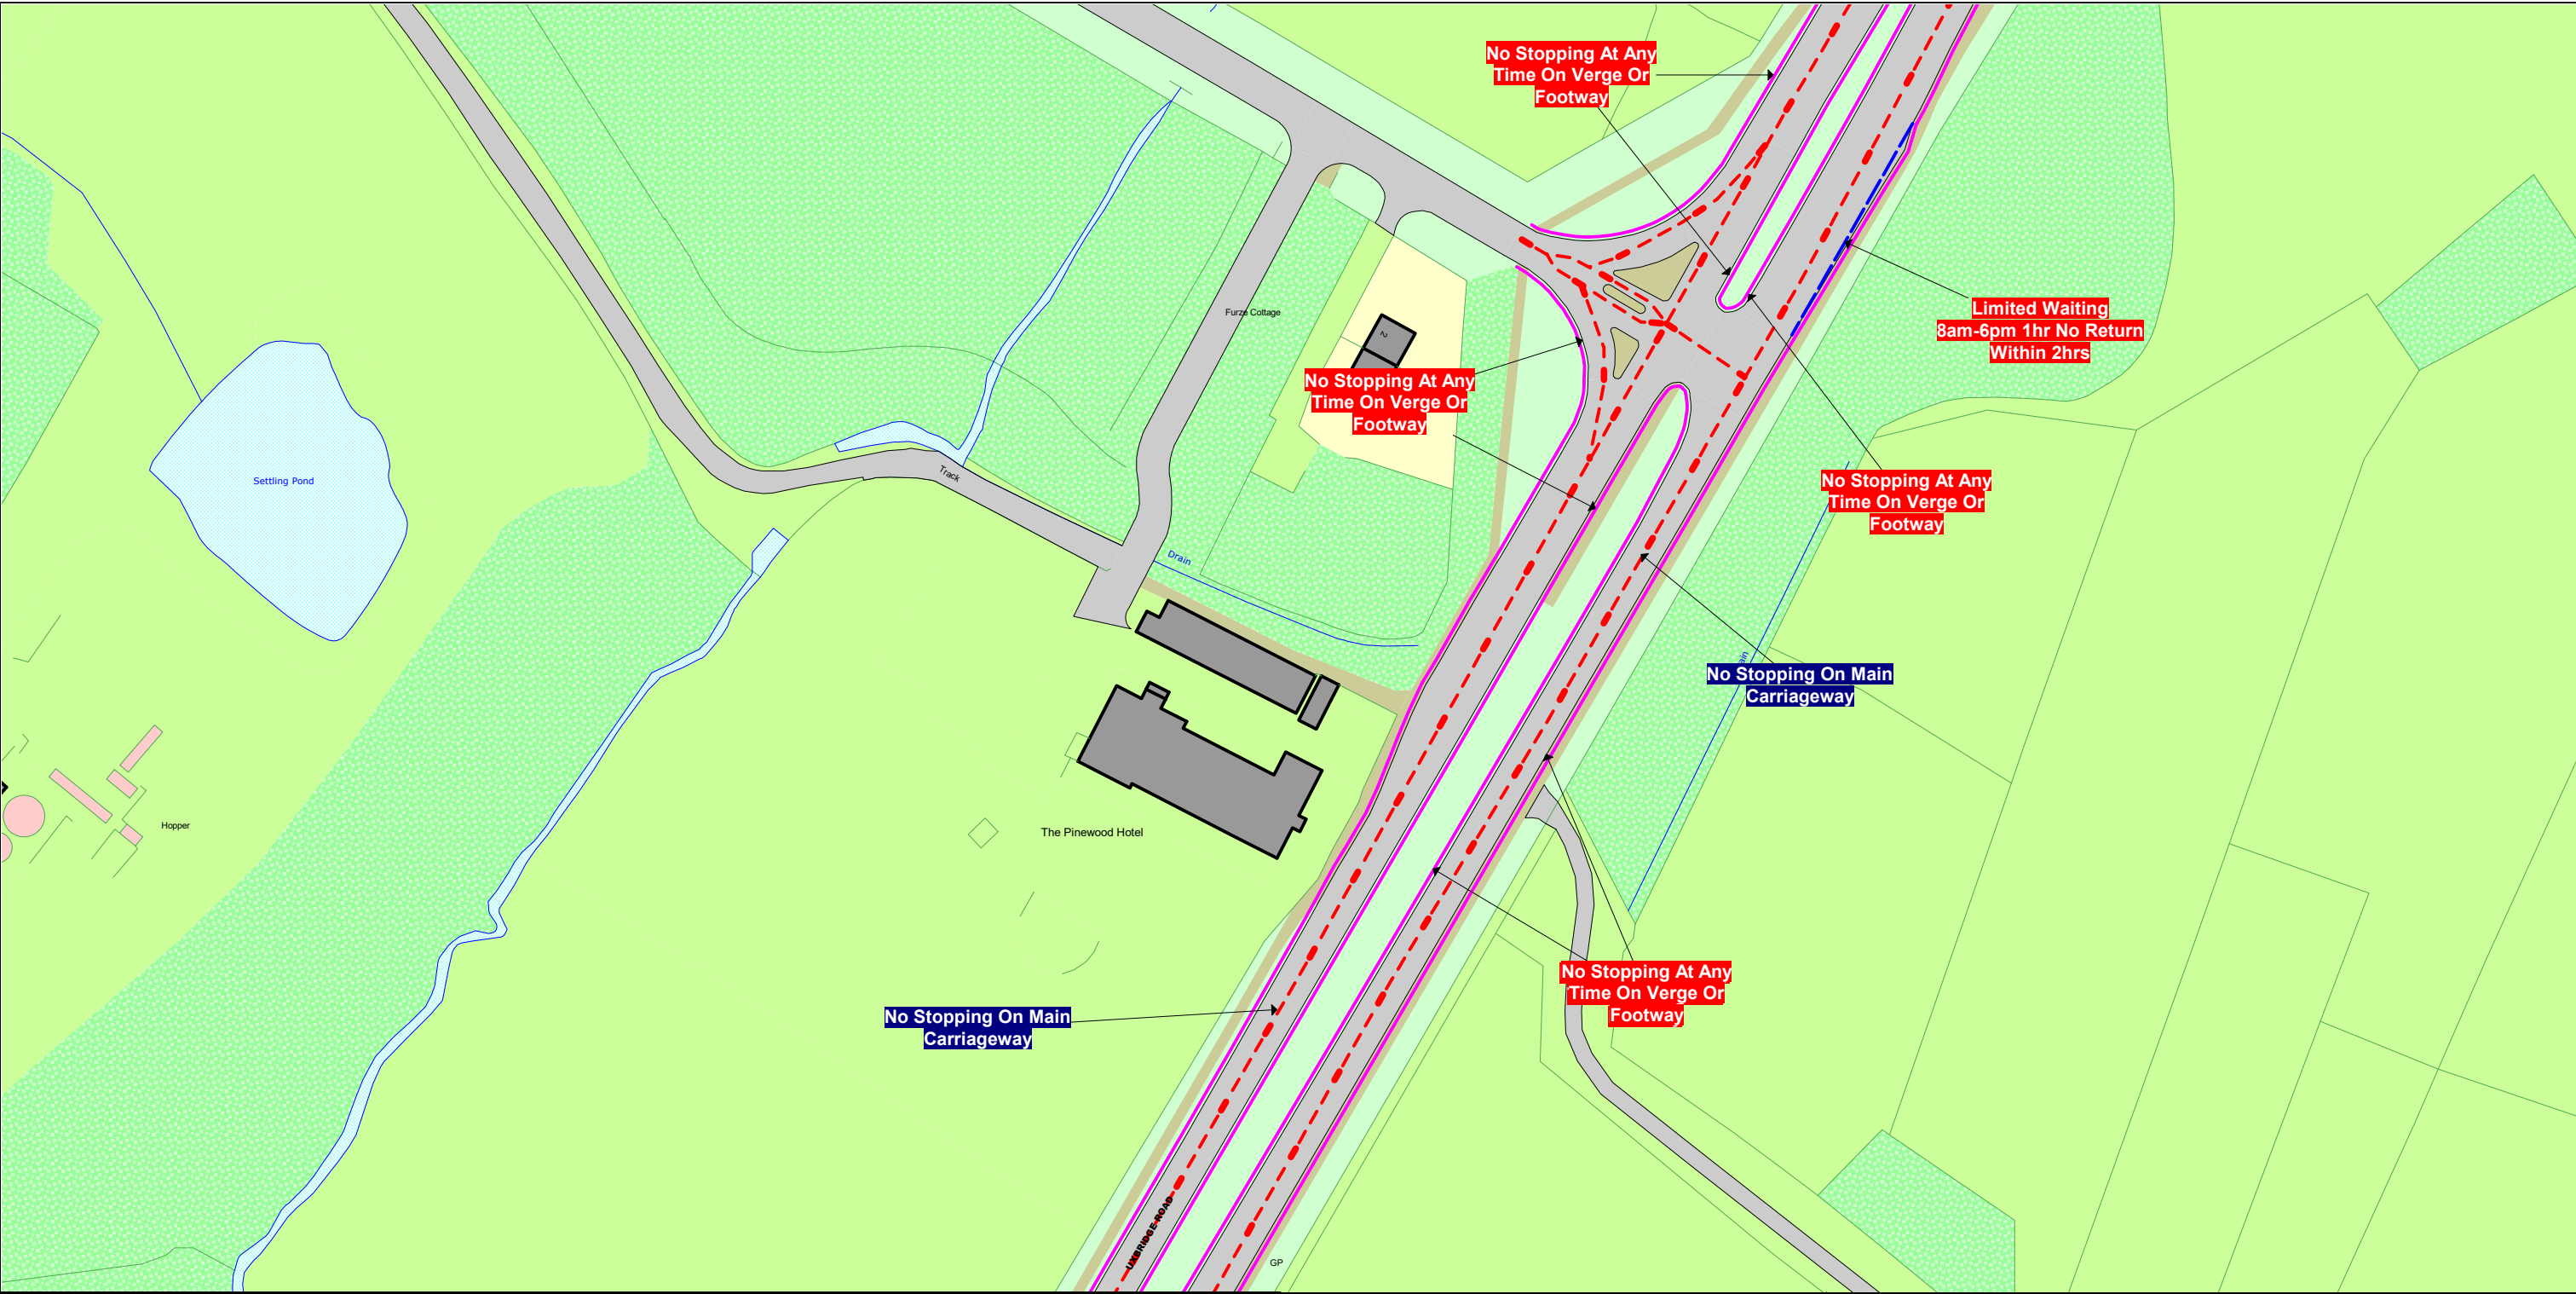 No Stopping At Any
Time On Verge Or
Footway
Limited Waiting
8am-6pm 1hr No Return
Within 2hrs
Furze Cottage
2
No Stopping At Any
Time On Verge Or
Footway
Settling Pond
Track
No Stopping At Any
Time On Verge Or
Footway
Drain
No Stopping On Main
Carriageway
Hopper
The Pinewood Hotel
No Stopping At Any
Time On Verge Or
Footway
No Stopping On Main
Carriageway
UXBRIDGE ROAD
GP